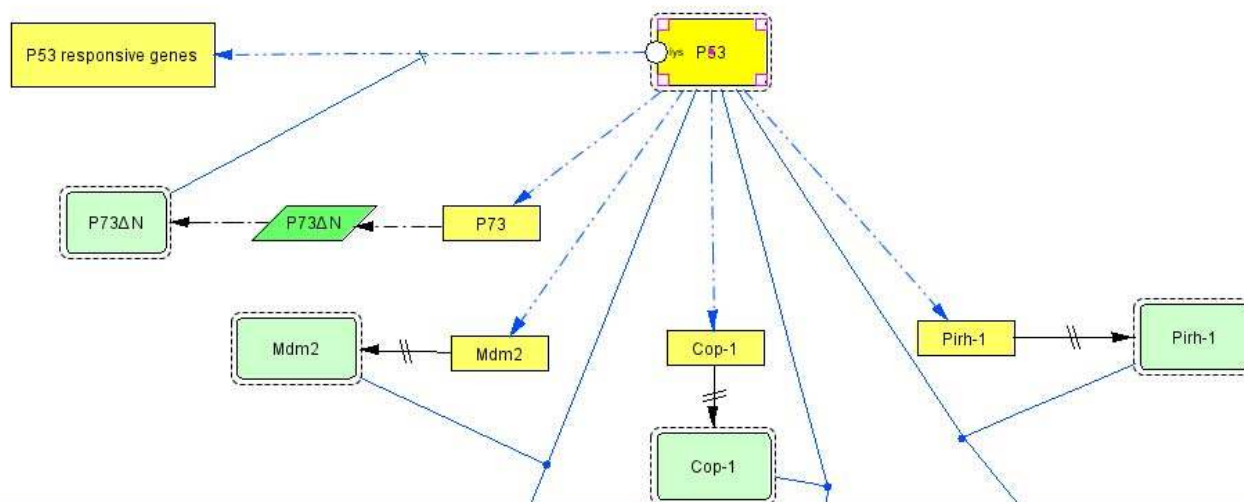 P53 responsive genes
lys
P53
P73ΔN
P73ΔN
P73
Mdm2
Mdm2
Cop-1
Pirh-1
Pirh-1
Cop-1